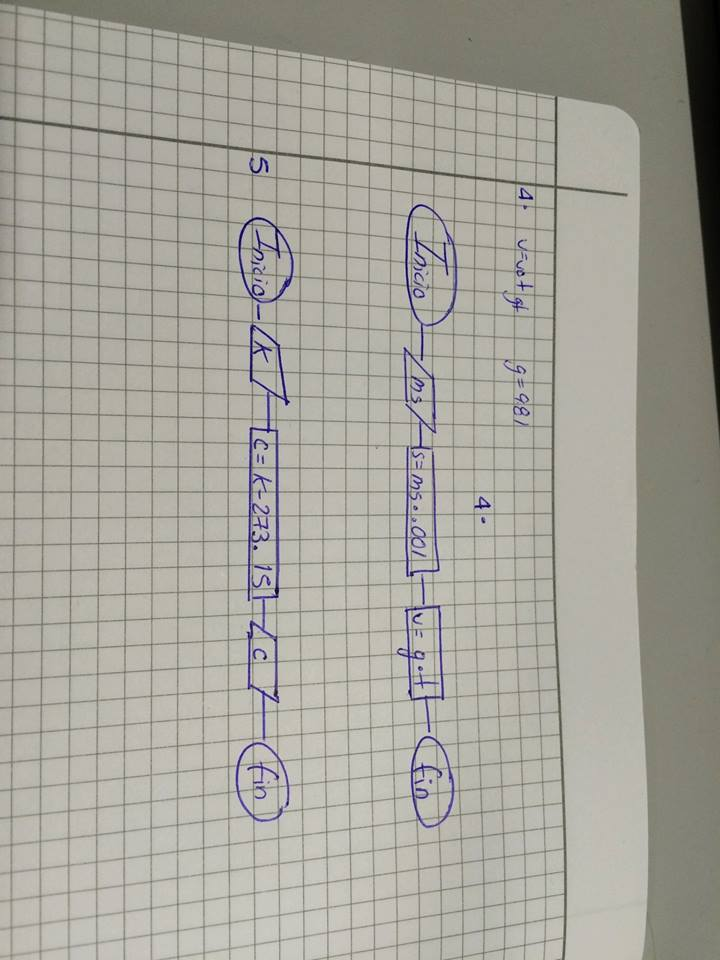 4. v=vo+gt g=9.81
4.
Inicio ms s=ms·.001 v=g·t fin
5 Inicio K C=K-273.15 C fin